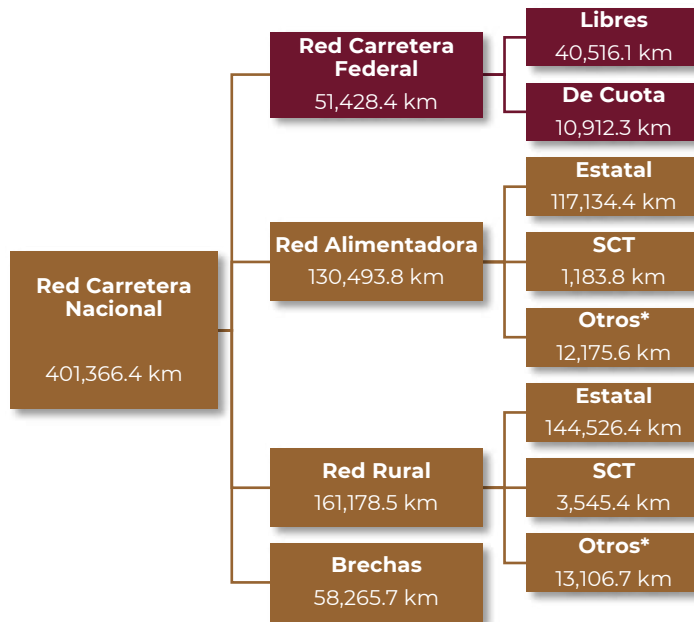 Red Carretera
Nacional
401,366.4 km
Red Carretera
Federal
51,428.4 km
Libres
40,516.1 km
De Cuota
10,912.3 km
Red Alimentadora
130,493.8 km
Estatal
117,134.4 km
SCT
1,183.8 km
Otros*
12,175.6 km
Red Rural
161,178.5 km
Estatal
144,526.4 km
SCT
3,545.4 km
Otros*
13,106.7 km
Brechas
58,265.7 km